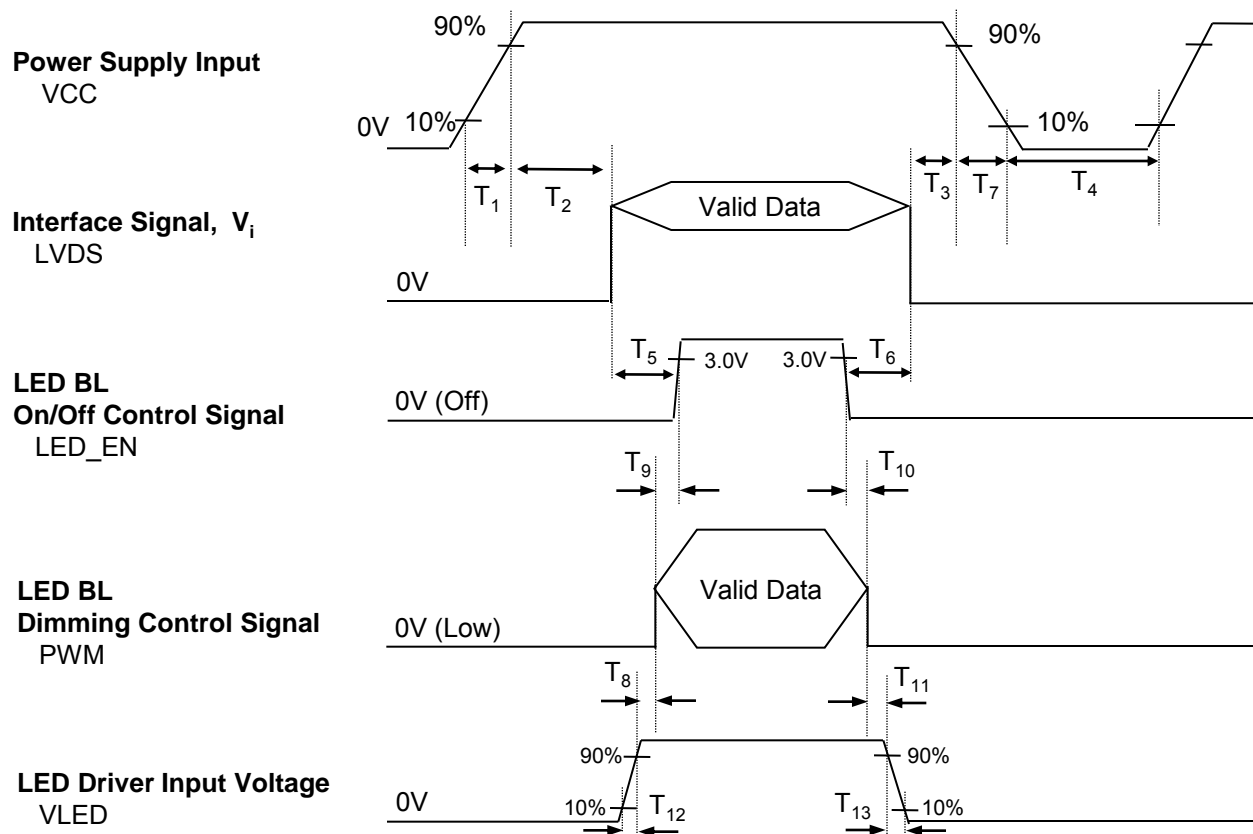 90%
90%
Power Supply Input
VCC
0V
10%
10%
T1
T2
T3
T7
T4
Valid Data
Interface Signal, Vi
LVDS
0V
T5
3.0V
3.0V
T6
LED BL
On/Off Control Signal
LED_EN
0V (Off)
T9
T10
LED BL
Dimming Control Signal
PWM
Valid Data
0V (Low)
T8
T11
90%
90%
LED Driver Input Voltage
VLED
0V
10%
T12
T13
10%